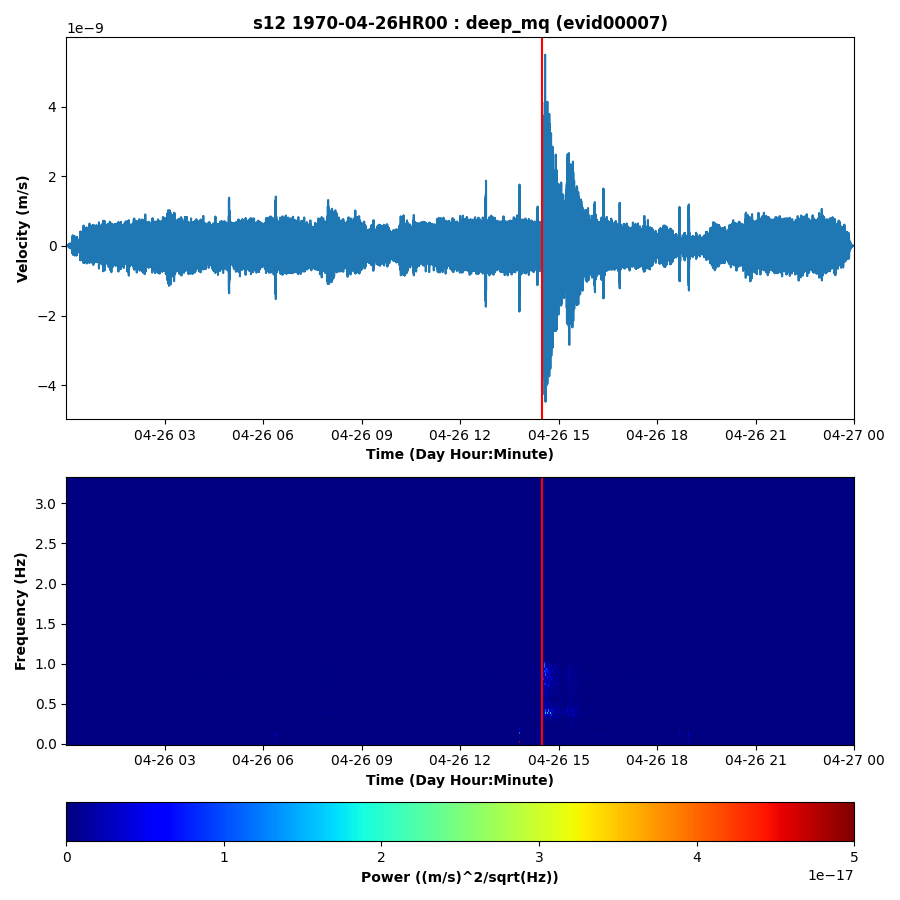 s12 1970-04-26HR00 : deep_mq (evid00007)
1e−9
4
2
0
−2
−4
Velocity (m/s)
04-26 03 04-26 06 04-26 09 04-26 12 04-26 15 04-26 18 04-26 21 04-27 00
Time (Day Hour:Minute)
3.0
2.5
2.0
1.5
1.0
0.5
0.0
Frequency (Hz)
04-26 03 04-26 06 04-26 09 04-26 12 04-26 15 04-26 18 04-26 21 04-27 00
Time (Day Hour:Minute)
0 1 2 3 4 5
1e−17
Power ((m/s)^2/sqrt(Hz))